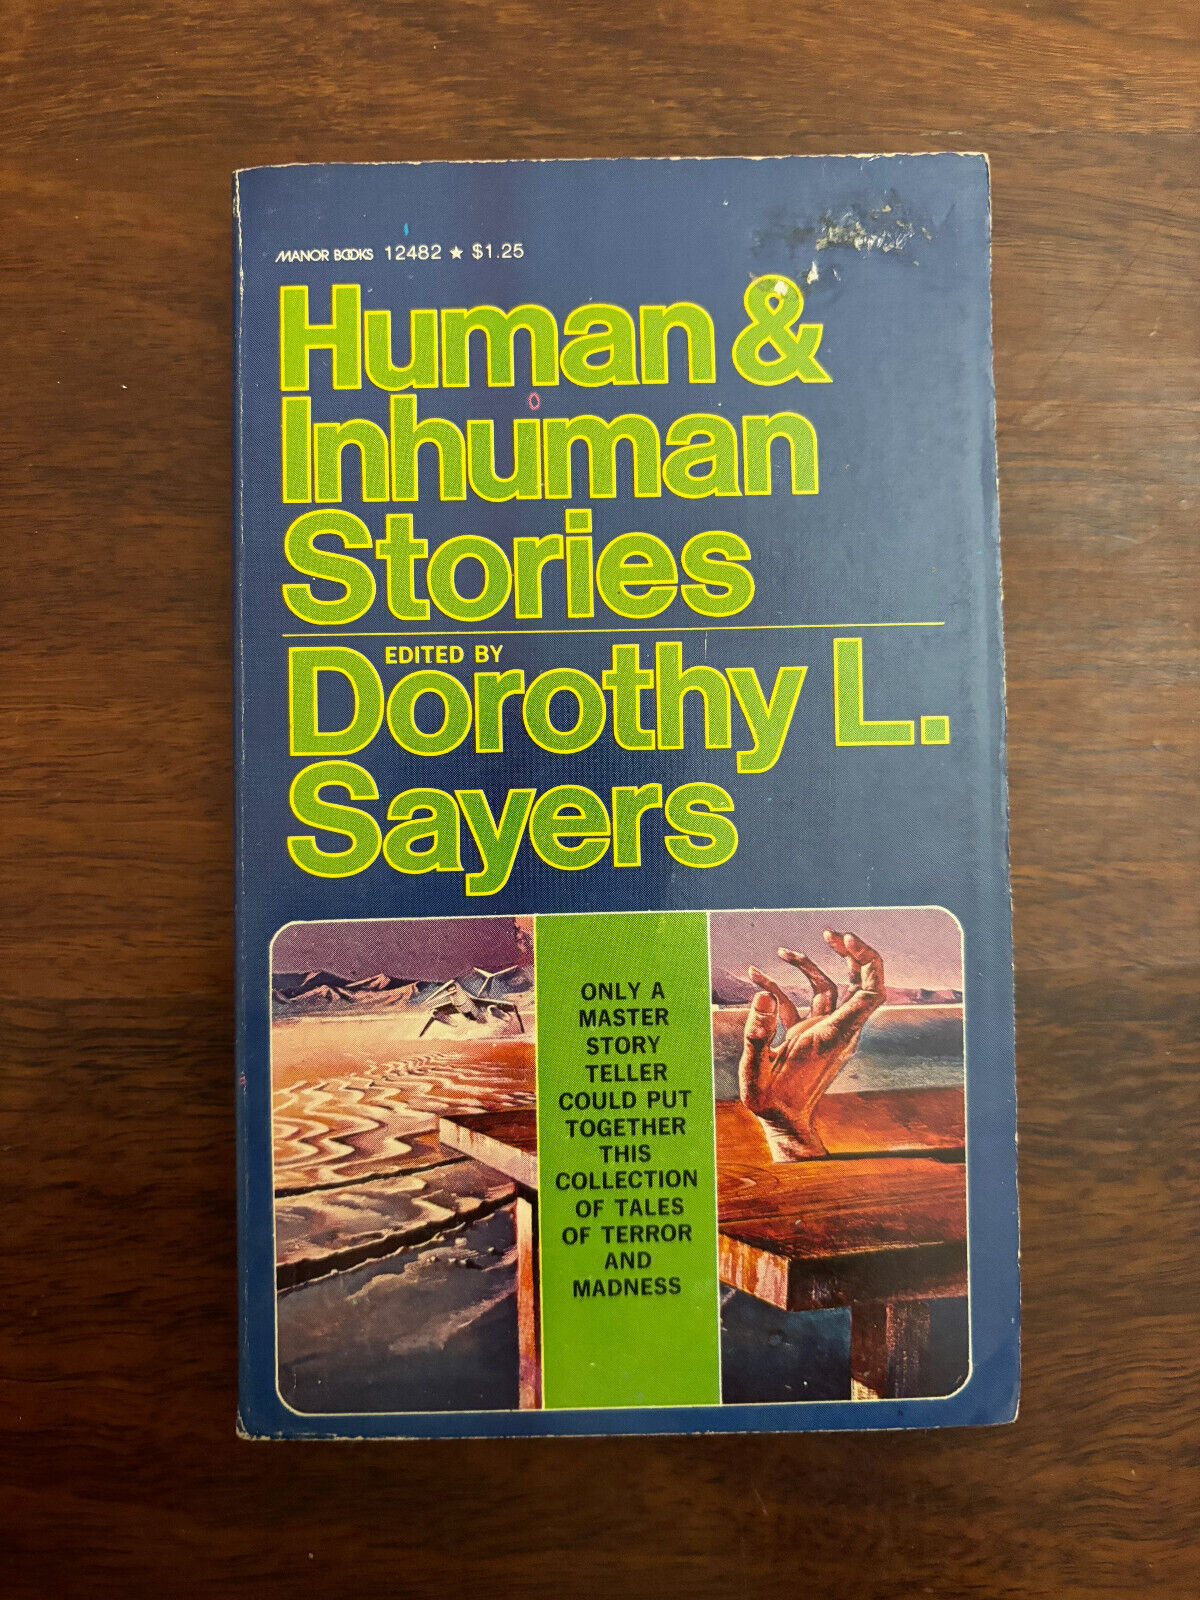 MANOR BOOKS 12482 ★ $1.25
Human &
Inhuman
Stories
EDITED BY
Dorothy L.
Sayers
ONLY A
MASTER
STORY
TELLER
COULD PUT
TOGETHER
THIS
COLLECTION
OF TALES
OF TERROR
AND
MADNESS